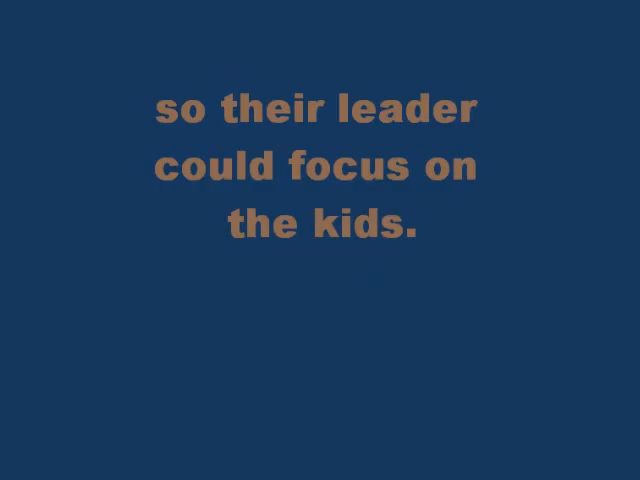 so their leader
could focus on
the kids.